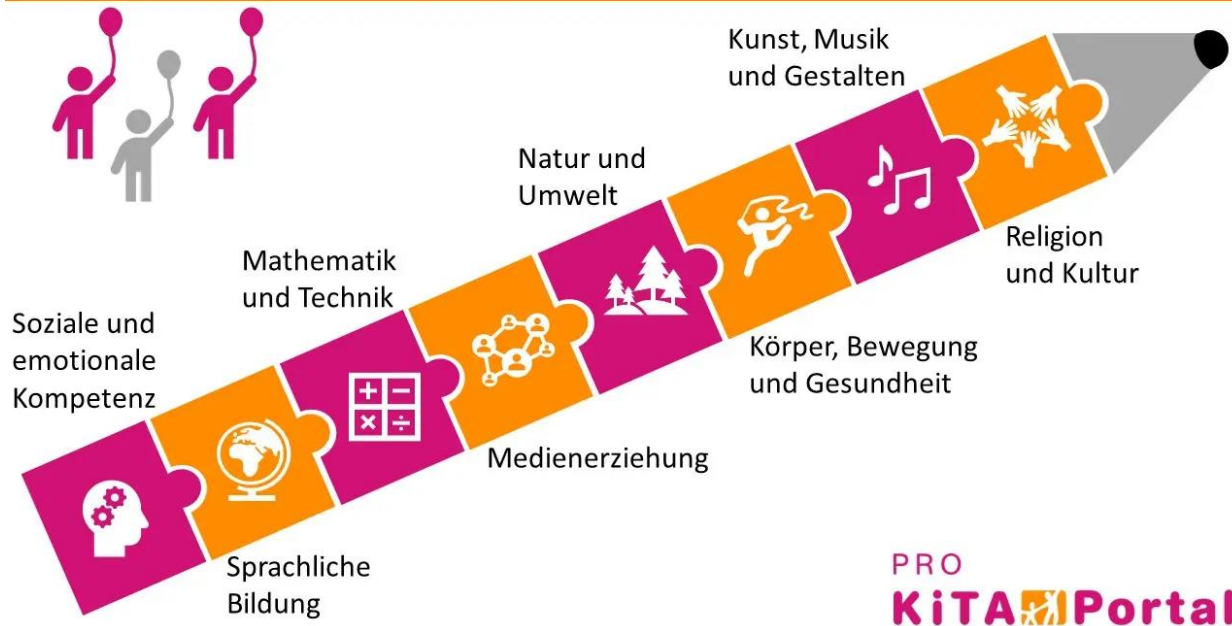 Soziale und
emotionale
Kompetenz
Sprachliche
Bildung
Mathematik
und Technik
Medienerziehung
Natur und
Umwelt
Körper, Bewegung
und Gesundheit
Kunst, Musik
und Gestalten
Religion
und Kultur
PRO
KiTA Portal